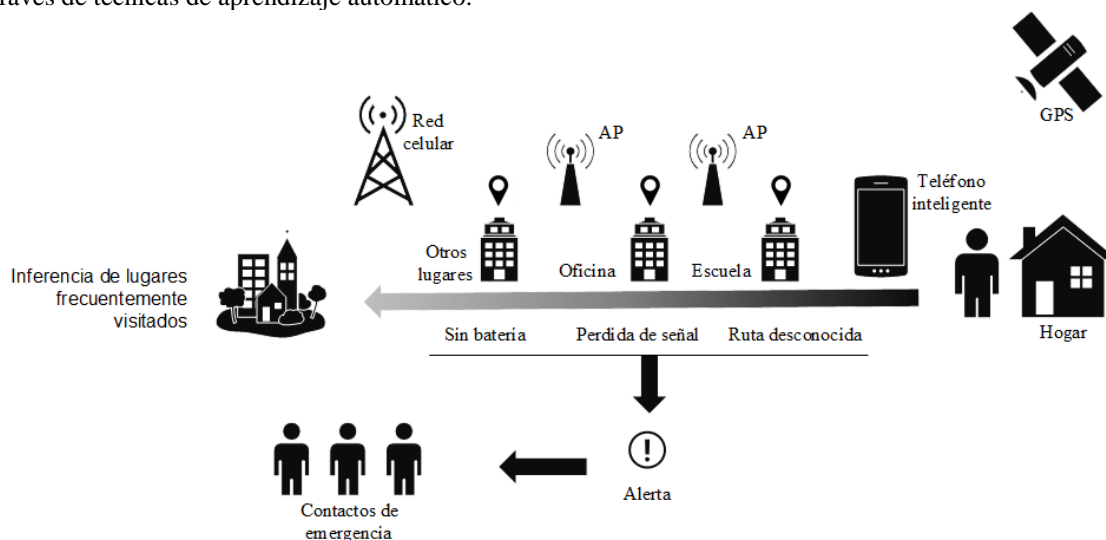 ravés de técnicas de aprendizaje automático.
GPS
Red
celular
AP
AP
Teléfono
inteligente
Otros
lugares
Oficina
Escuela
Inferencia de lugares
frecuentemente
visitados
Hogar
Sin batería
Perdida de señal
Ruta desconocida
Alerta
Contactos de
emergencia